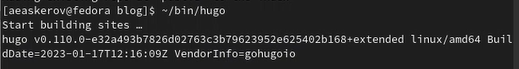 [aeaskerov@fedora blog]$ ~/bin/hugo
Start building sites …
hugo v0.110.0-e32a493b7826d02763c3b79623952e625402b168+extended linux/amd64 Buil
dDate=2023-01-17T12:16:09Z VendorInfo=gohugoio